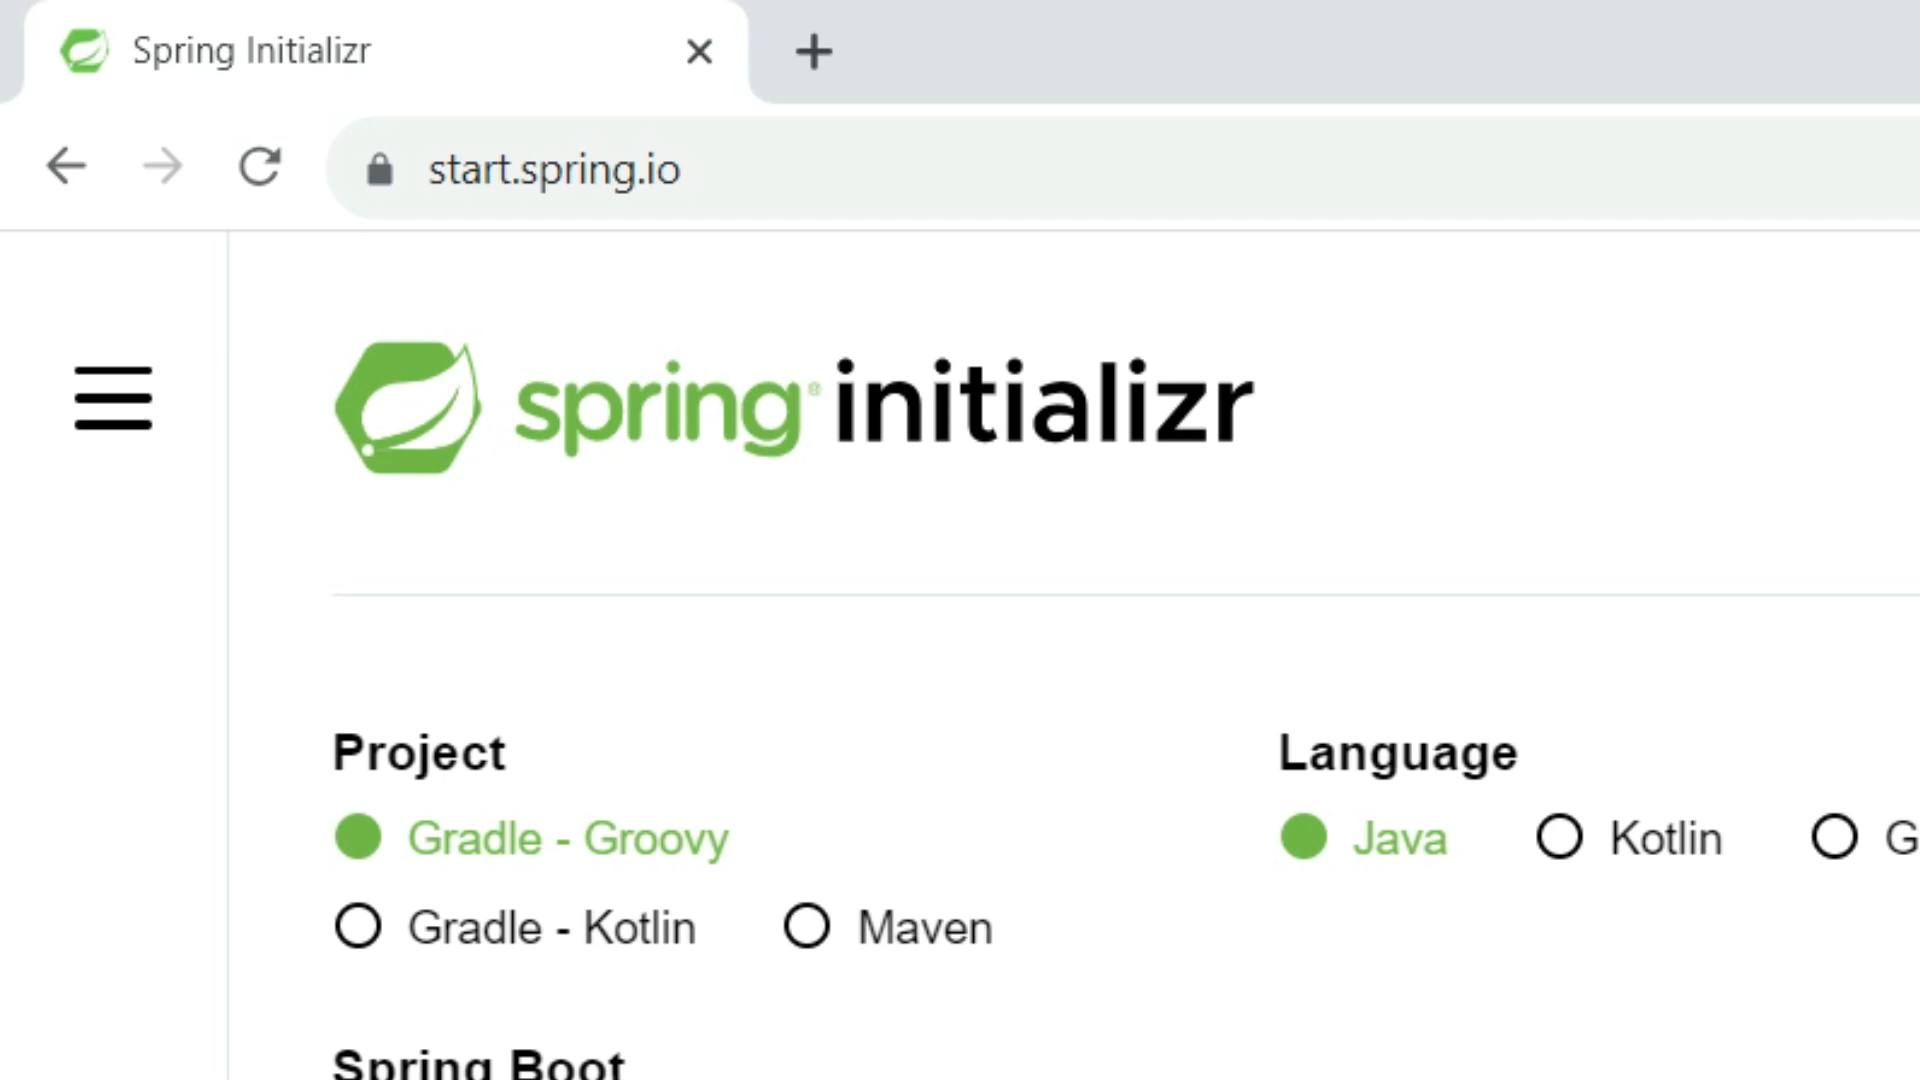 Spring Initializr
start.spring.io
spring® initializr
Project
Language
Gradle - Groovy
Java Kotlin G
Gradle - Kotlin Maven
Spring Boot